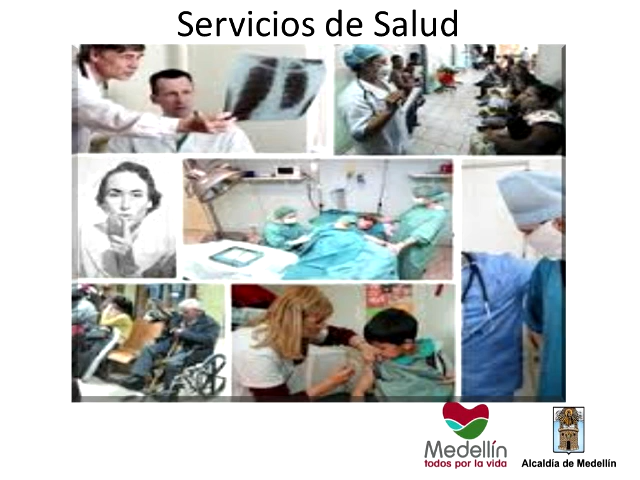 Servicios de Salud
Medellín
todos por la vida
Alcaldía de Medellín